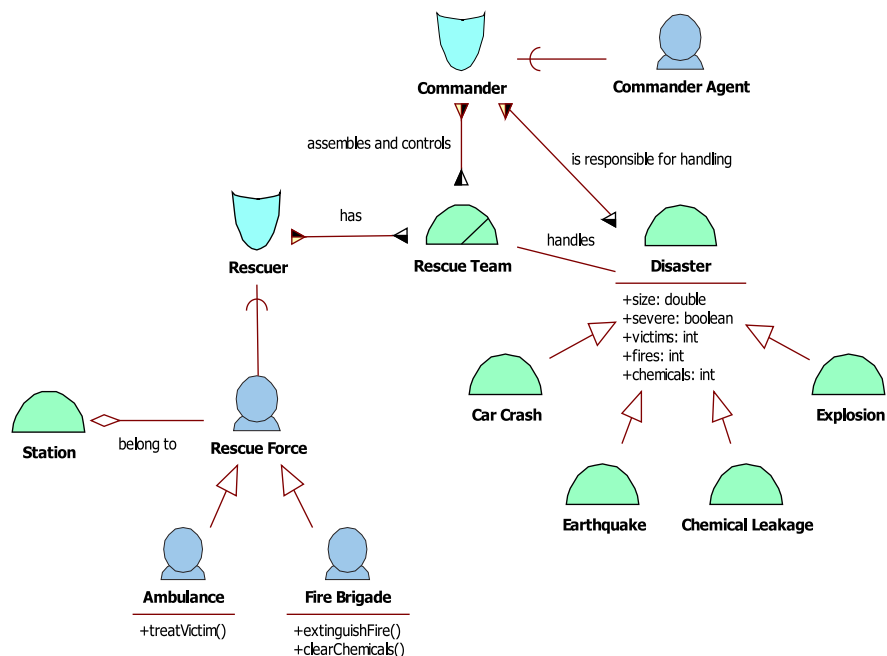 Commander
Commander Agent
assembles and controls
is responsible for handling
has
handles
Rescuer
Rescue Team
Disaster
+size: double
+severe: boolean
+victims: int
+fires: int
+chemicals: int
Car Crash
Explosion
Station
belong to
Rescue Force
Earthquake
Chemical Leakage
Ambulance
+treatVictim()
Fire Brigade
+extinguishFire()
+clearChemicals()